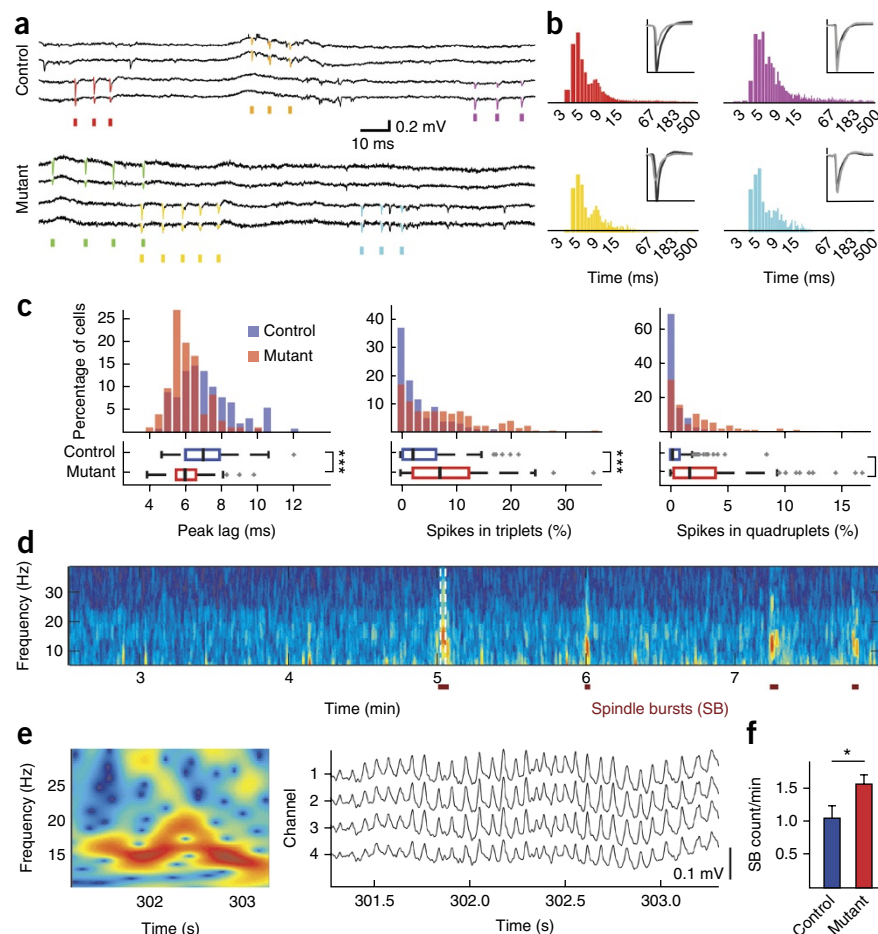 a
Control
0.2 mV
10 ms
Mutant
b
3 5 9 15 67 183 500
3 5 9 15 67 183 500
3 5 9 15 67 183 500
3 5 9 15 67 183 500
Time (ms)
Time (ms)
c
Percentage of cells
25
20
15
10
5
Control
Mutant
Control
Mutant
***
4 6 8 10 12
Peak lag (ms)
40
30
20
10
***
0 10 20 30
Spikes in triplets (%)
60
40
20
0 5 10 15
Spikes in quadruplets (%)
d
Frequency (Hz)
30
20
10
3 4 5 6 7
Time (min)
Spindle bursts (SB)
e
Frequency (Hz)
25
20
15
302 303
Time (s)
Channel
1
2
3
4
0.1 mV
301.5 302.0 302.5 303.0
Time (s)
f
SB count/min
*
1.5
1.0
0.5
Control
Mutant